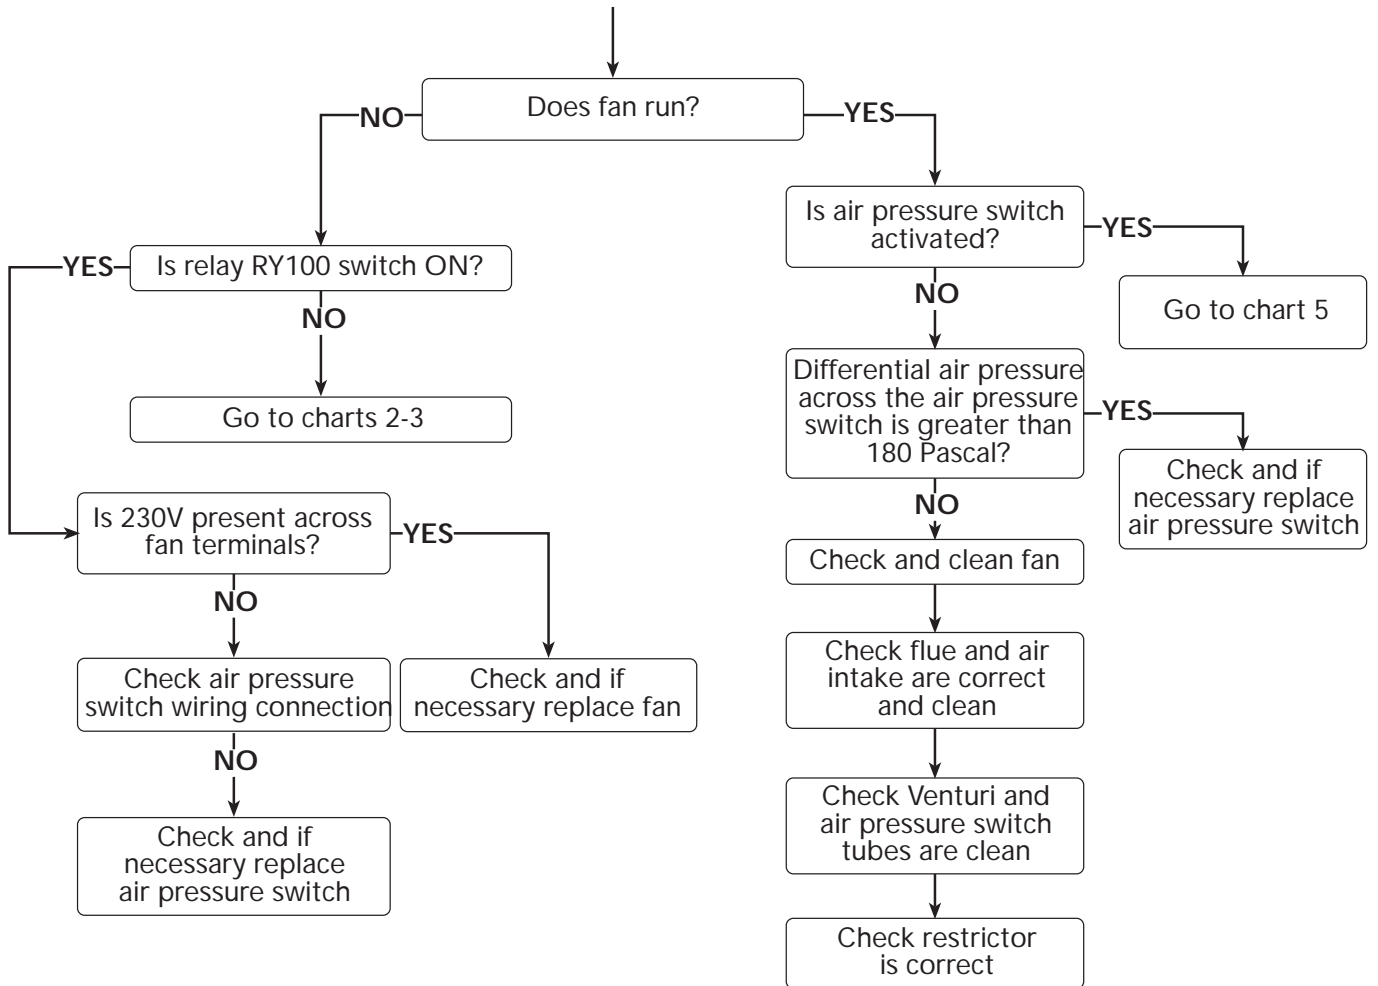 Does fan run?
NO
YES
Is air pressure switch
activated?
YES
Go to chart 5
NO
Differential air pressure
across the air pressure
switch is greater than
180 Pascal?
YES
Check and if
necessary replace
air pressure switch
NO
Check and clean fan
Check flue and air
intake are correct
and clean
Check Venturi and
air pressure switch
tubes are clean
Check restrictor
is correct
YES
Is relay RY100 switch ON?
NO
Go to charts 2-3
Is 230V present across
fan terminals?
YES
Check and if
necessary replace fan
NO
Check air pressure
switch wiring connection
NO
Check and if
necessary replace
air pressure switch